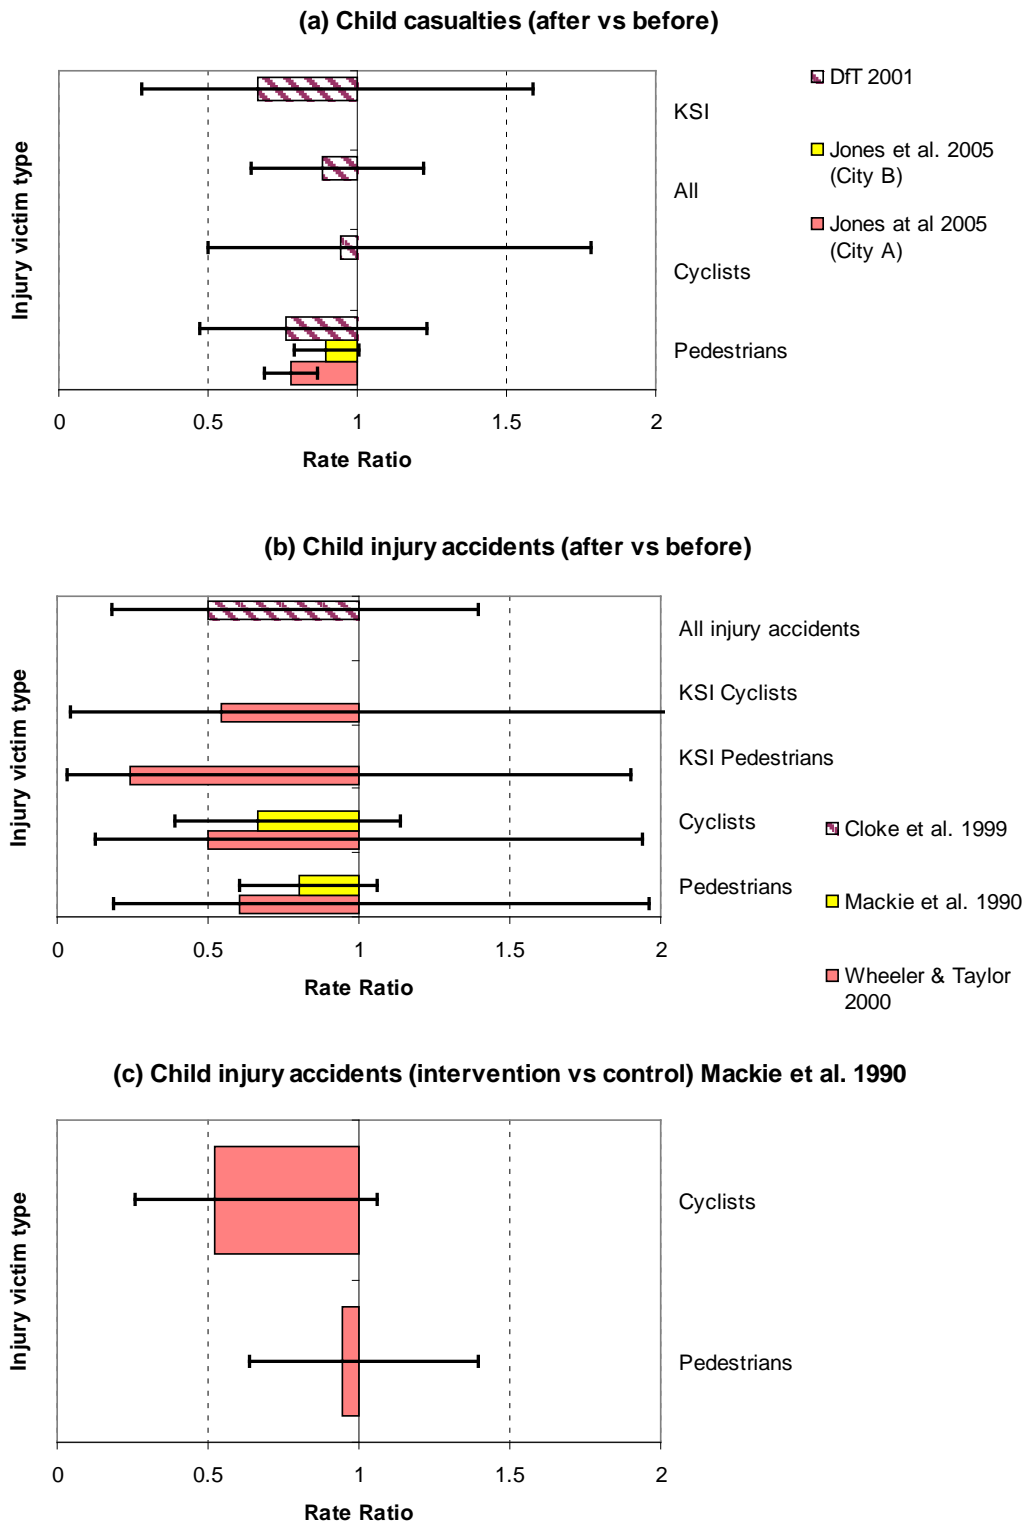 (a) Child casualties (after vs before)
Injury victim type
KSI
All
Cyclists
Pedestrians
DfT 2001
Jones et al. 2005
(City B)
Jones at al 2005
(City A)
0 0.5 1 1.5 2
Rate Ratio
(b) Child injury accidents (after vs before)
Injury victim type
All injury accidents
KSI Cyclists
KSI Pedestrians
Cyclists
Pedestrians
Cloke et al. 1999
Mackie et al. 1990
Wheeler & Taylor
2000
0 0.5 1 1.5 2
Rate Ratio
(c) Child injury accidents (intervention vs control) Mackie et al. 1990
Injury victim type
Cyclists
Pedestrians
0 0.5 1 1.5 2
Rate Ratio